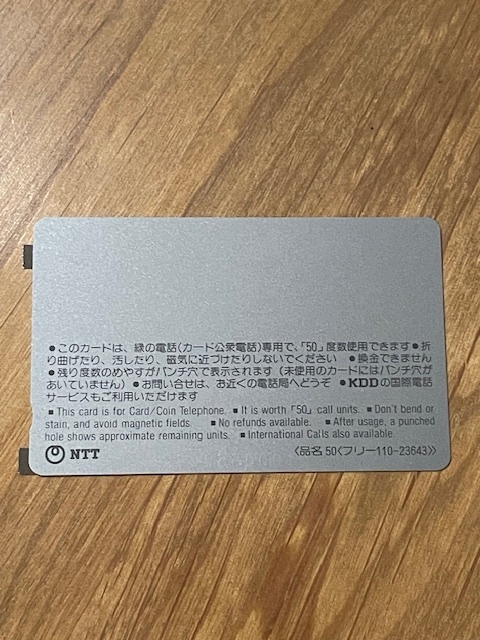 ●このカードは、緑の電話(カード公衆電話)専用で、「50」度数使用できます●折
り曲げたり、汚したり、磁気に近づけたりしないでください ●換金できません
●残り度数のめやすがパンチ穴で表示されます(未使用のカードにはパンチ穴が
あいていません)●お問い合せは、お近くの電話局へどうぞ ●KDDの国際電話
サービスもご利用いただけます
■This card is for Card/Coin Telephone. ■It is worth「50」call units. ■Don't bend or
stain, and avoid magnetic fields. ■No refunds available. ■After usage, a punched
hole shows approximate remaining units. ■International Calls also available.
NTT 〈品名 50〈フリー110-23643〉〉